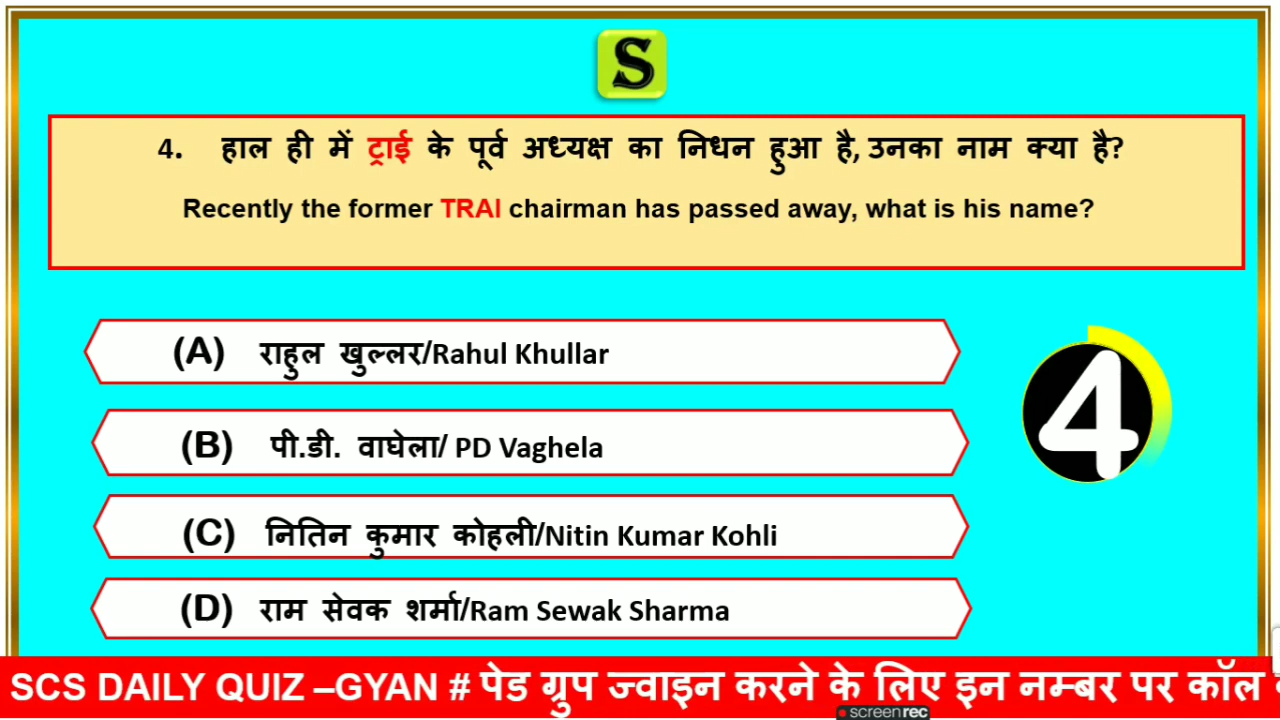 S
4. हाल ही में ट्राई के पूर्व अध्यक्ष का निधन हुआ है, उनका नाम क्या है?
Recently the former TRAI chairman has passed away, what is his name?
(A) राहुल खुल्लर/Rahul Khullar
(B) पी.डी. वाघेला/ PD Vaghela
4
(C) नितिन कुमार कोहली/Nitin Kumar Kohli
(D) राम सेवक शर्मा/Ram Sewak Sharma
SCS DAILY QUIZ –GYAN # पेड ग्रुप ज्वाइन करने के लिए इन नम्बर पर कॉल
screenrec